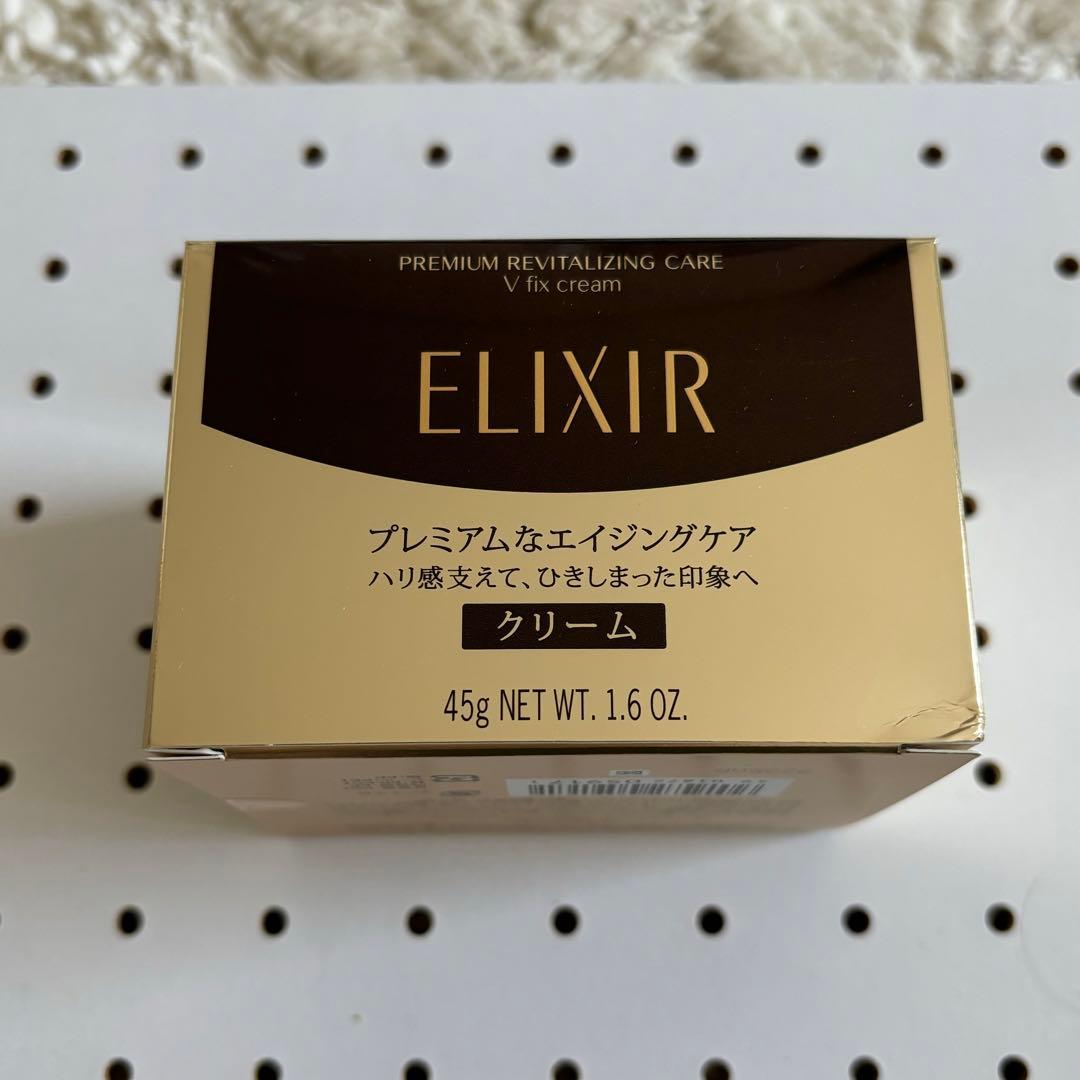 PREMIUM REVITALIZING CARE
V fix cream
ELIXIR
プレミアムなエイジングケア
ハリ感支えて、ひきしまった印象へ
クリーム
45g NET WT. 1.6 OZ.